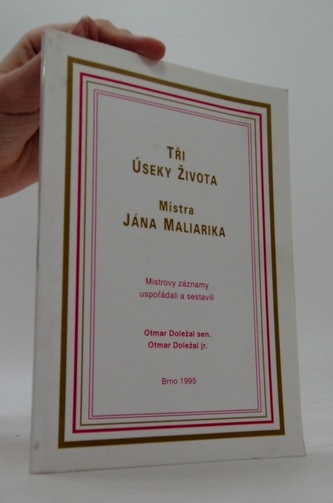 Tři
Úseky Života
Mistra
Jána Maliarika
Mistrovy záznamy
uspořádali a sestavili
Otmar Doležal sen.
Otmar Doležal jr.
Brno 1995